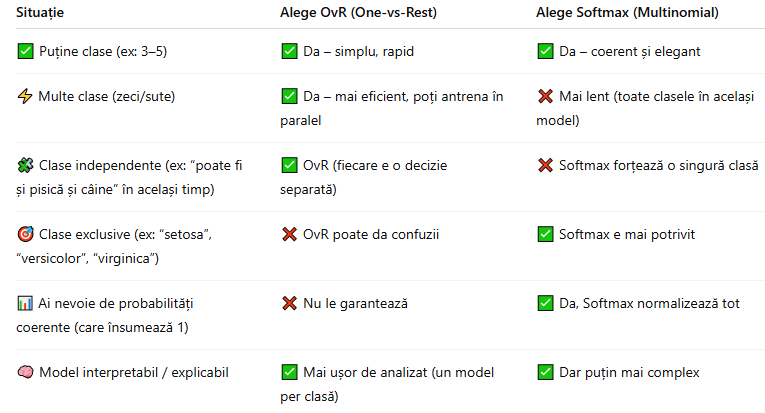 Situație Alege OvR (One-vs-Rest) Alege Softmax (Multinomial)
✅ Puține clase (ex: 3–5) ✅ Da – simplu, rapid ✅ Da – coerent și elegant
⚡ Multe clase (zeci/sute) ✅ Da – mai eficient, poți antrena în ❌ Mai lent (toate clasele în același
paralel model)
🧩 Clase independente (ex: “poate fi ✅ OvR (fiecare e o decizie ❌ Softmax forțează o singură clasă
și pisică și câine” în același timp) separată)
🎯 Clase exclusive (ex: “setosa”, ❌ OvR poate da confuzii ✅ Softmax e mai potrivit
“versicolor”, “virginica”)
📊 Ai nevoie de probabilități ❌ Nu le garantează ✅ Da, Softmax normalizează tot
coerente (care însumează 1)
🧠 Model interpretabil / explicabil ✅ Mai ușor de analizat (un model ✅ Dar puțin mai complex
per clasă)